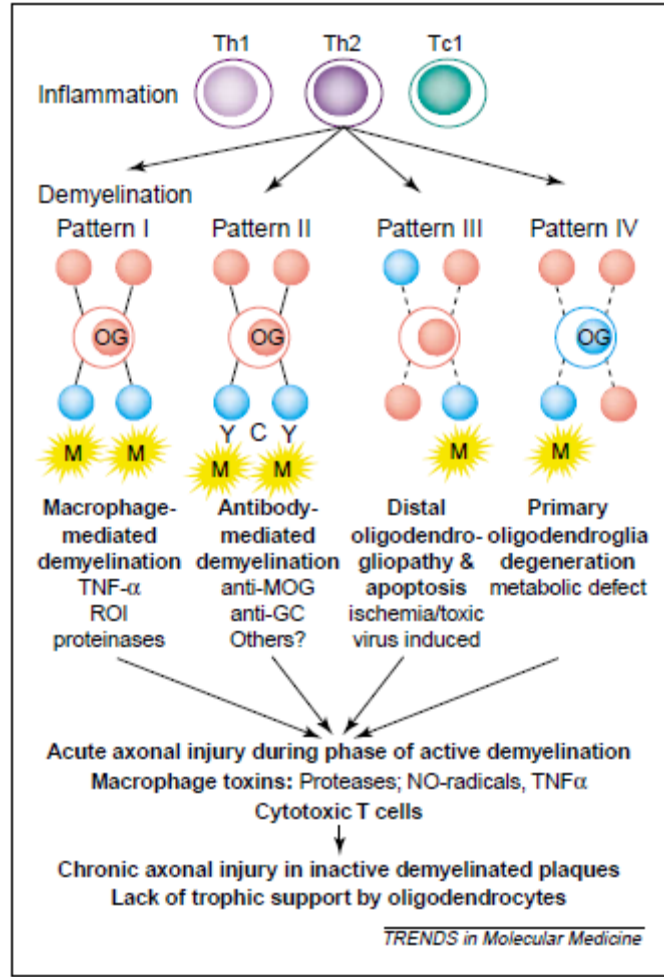 Th1 Th2 Tc1
Inflammation
Demyelination
Pattern I Pattern II Pattern III Pattern IV
OG OG OG
Y C Y
M M M M M M
Macrophage-
mediated
demyelination
TNF-α
ROI
proteinases
Antibody-
mediated
demyelination
anti-MOG
anti-GC
Others?
Distal
oligodendro-
gliopathy &
apoptosis
ischemia/toxic
virus induced
Primary
oligodendroglia
degeneration
metabolic defect
Acute axonal injury during phase of active demyelination
Macrophage toxins: Proteases; NO-radicals, TNFα
Cytotoxic T cells
Chronic axonal injury in inactive demyelinated plaques
Lack of trophic support by oligodendrocytes
TRENDS in Molecular Medicine